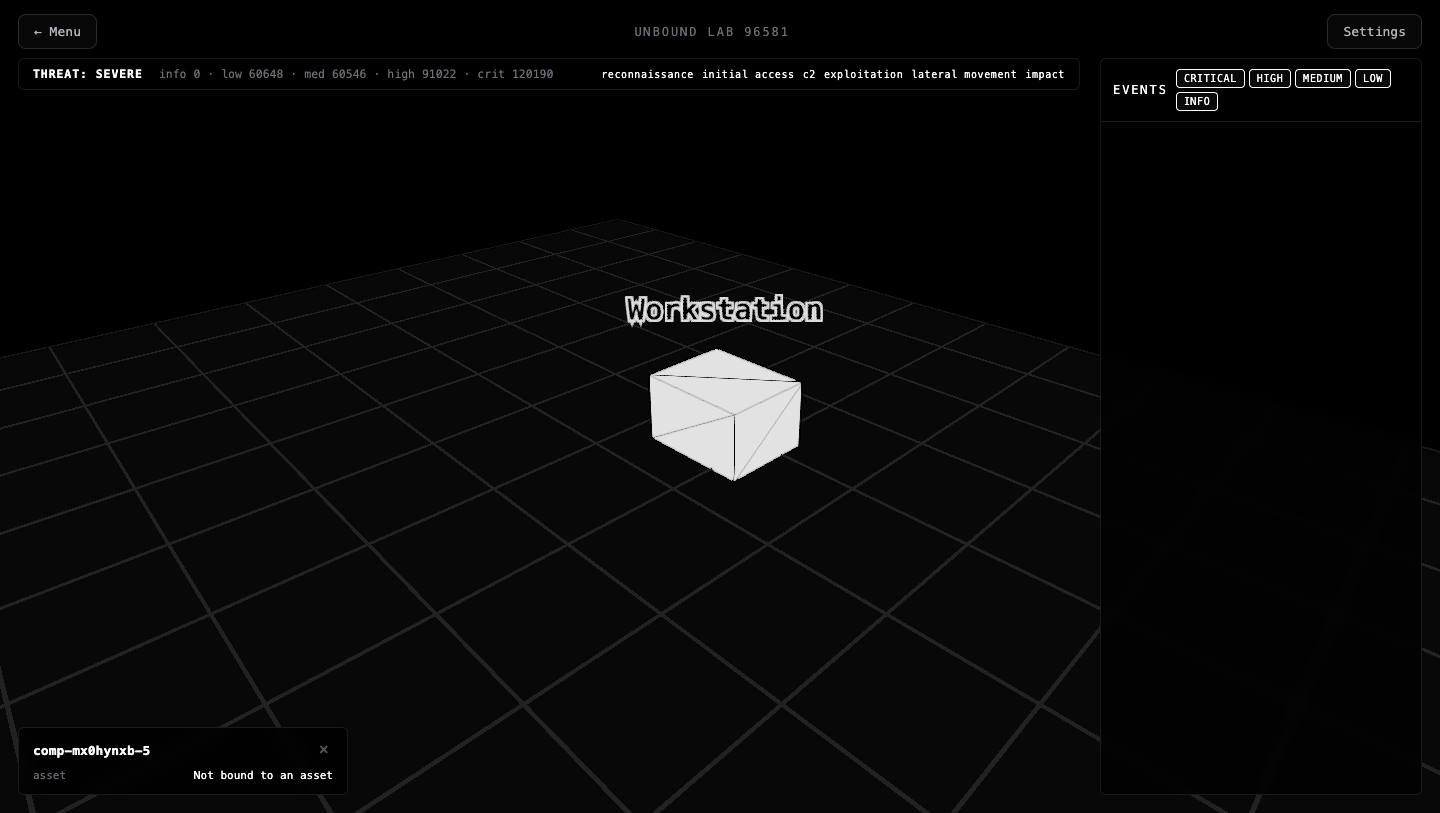 ← Menu
UNBOUND LAB 96581
Settings
THREAT: SEVERE info 0 · low 60648 · med 60546 · high 91022 · crit 120190
reconnaissance initial access c2 exploitation lateral movement impact
EVENTS CRITICAL HIGH MEDIUM LOW
INFO
Workstation
comp-mx0hynxb-5 ×
asset Not bound to an asset